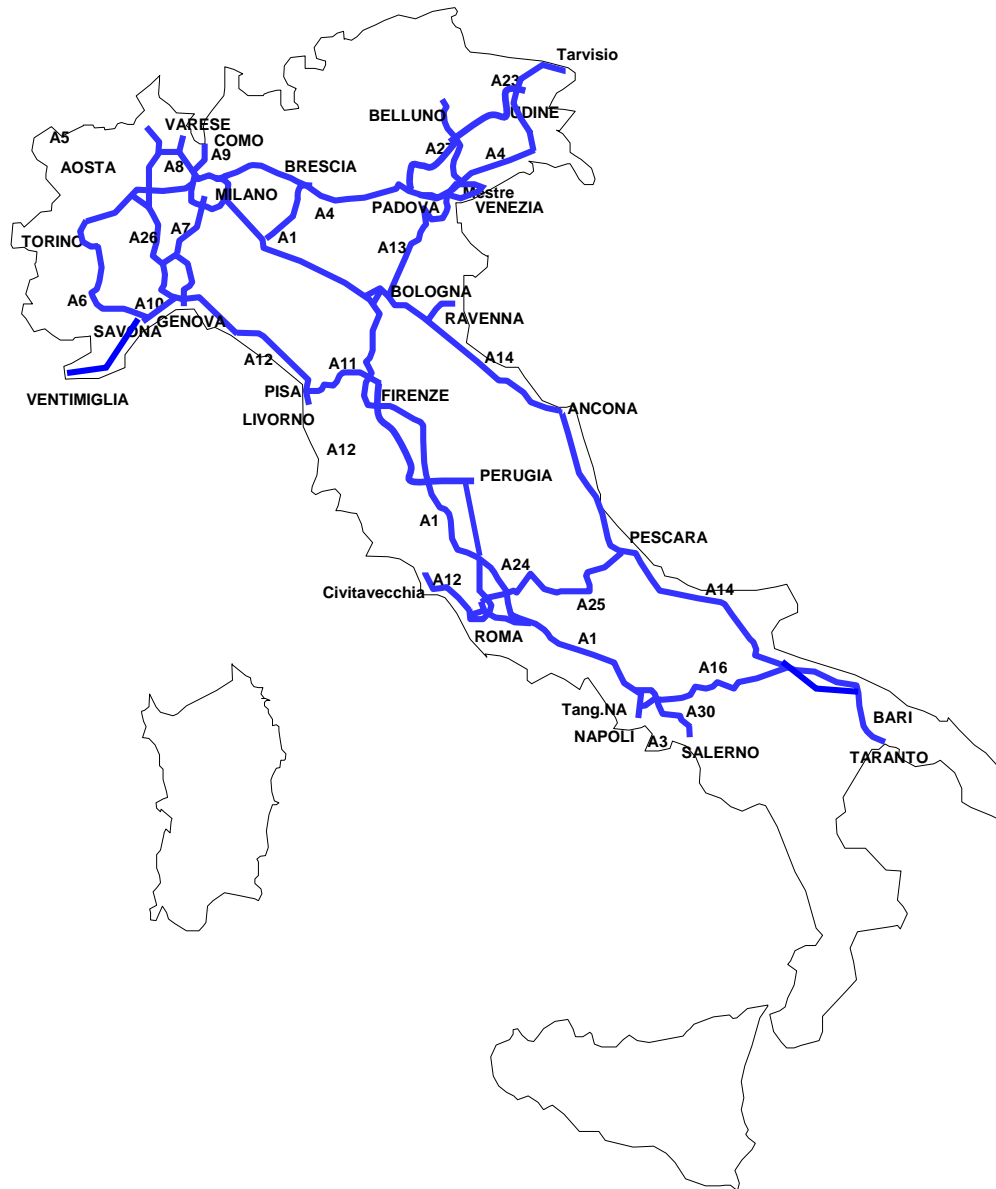 Tarvisio
A23
BELLUNO
UDINE
VARESE
A5
COMO
A9
A27
A4
AOSTA
A8
BRESCIA
MILANO
Mestre
PADOVA
VENEZIA
A4
TORINO
A26
A7
A1
A13
BOLOGNA
A6
A10
GENOVA
RAVENNA
SAVONA
A12
A11
A14
VENTIMIGLIA
PISA
FIRENZE
LIVORNO
ANCONA
A12
PERUGIA
A1
PESCARA
A24
Civitavecchia
A12
A25
A14
ROMA
A1
A16
Tang.NA
A30
BARI
NAPOLI
A3
SALERNO
TARANTO